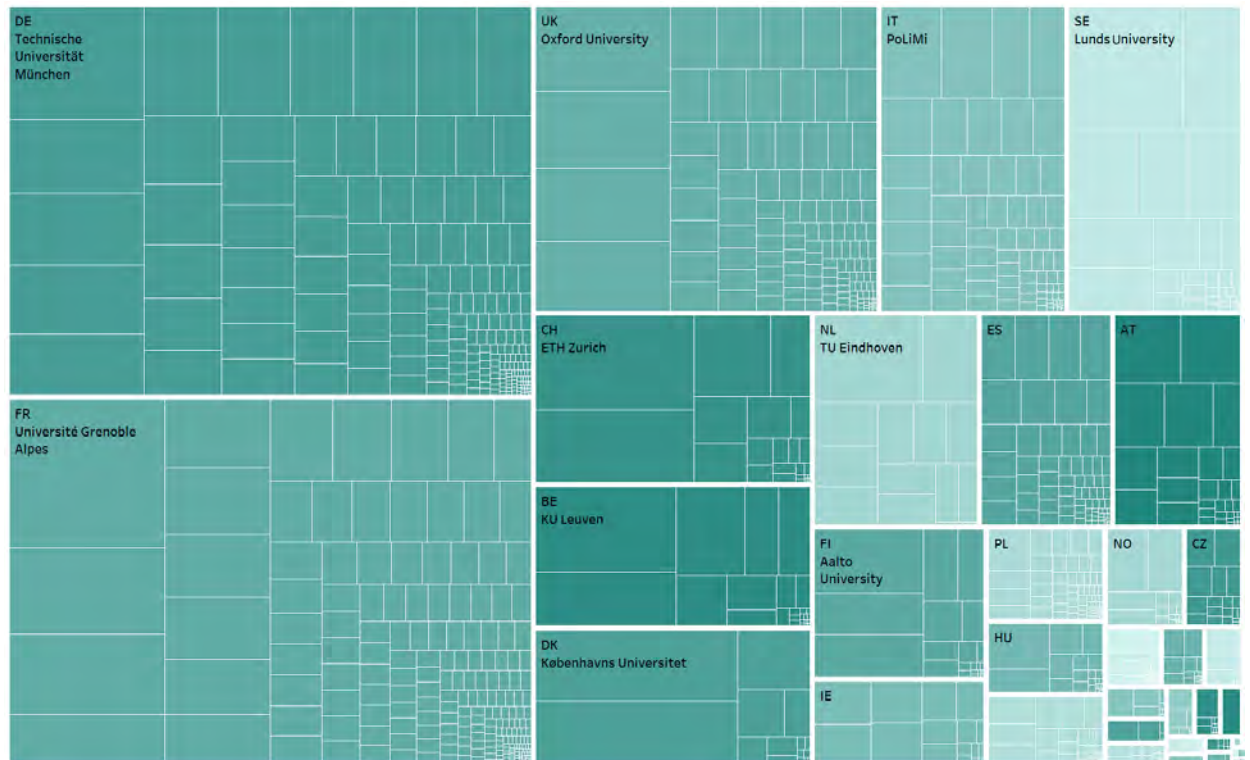 DE
Technische
Universität
München
UK
Oxford University
IT
PoLiMi
SE
Lunds University
CH
ETH Zurich
NL
TU Eindhoven
ES
AT
FR
Université Grenoble
Alpes
BE
KU Leuven
FI
Aalto
University
PL
NO
CZ
DK
Københavns Universitet
HU
IE